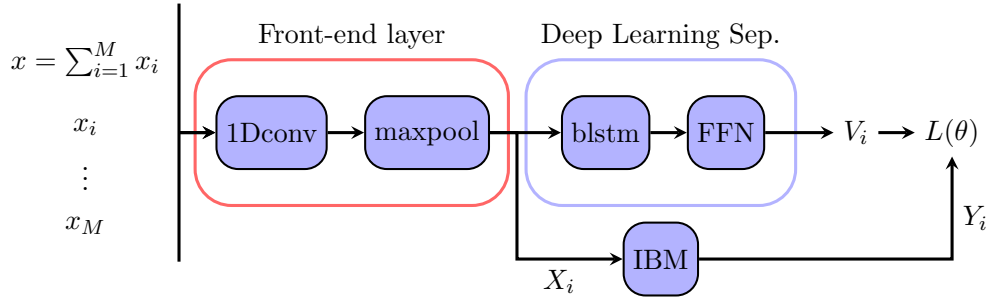 Front-end layer
Deep Learning Sep.
x = ∑_{i=1}^{M} x_i
x_i
⋮
x_M
1Dconv
maxpool
blstm
FFN
V_i
L(θ)
X_i
IBM
Y_i